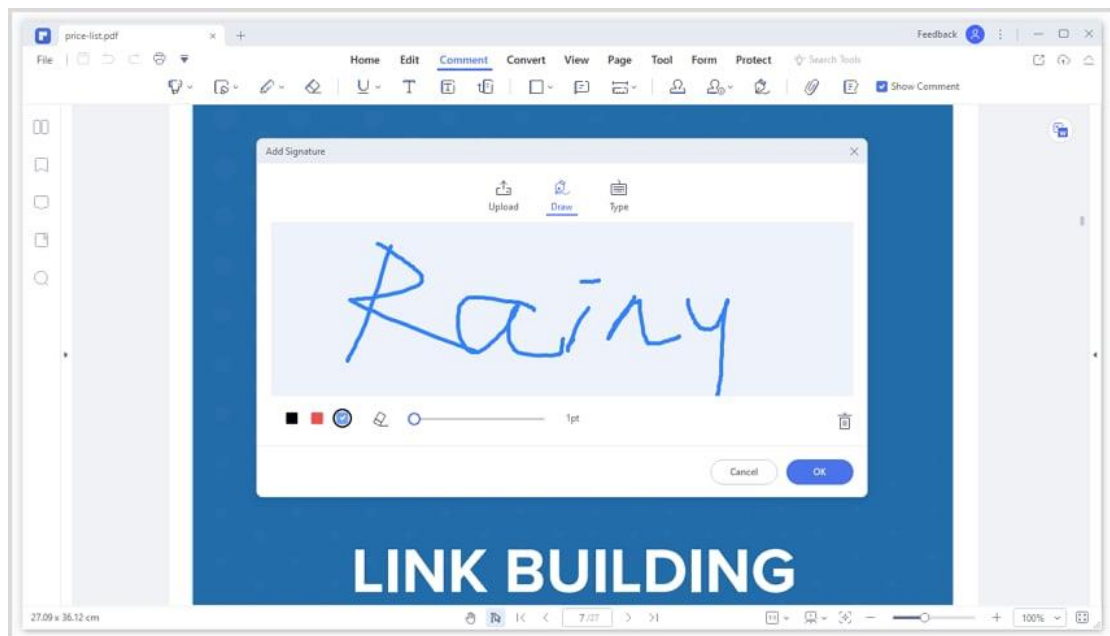 price-list.pdf
Feedback
File Home Edit Comment Convert View Page Tool Form Protect Search Tools
Show Comment
Add Signature
Upload Draw Type
Rainy
1pt
Cancel OK
LINK BUILDING
27.09 x 36.12 cm 7/27 100%